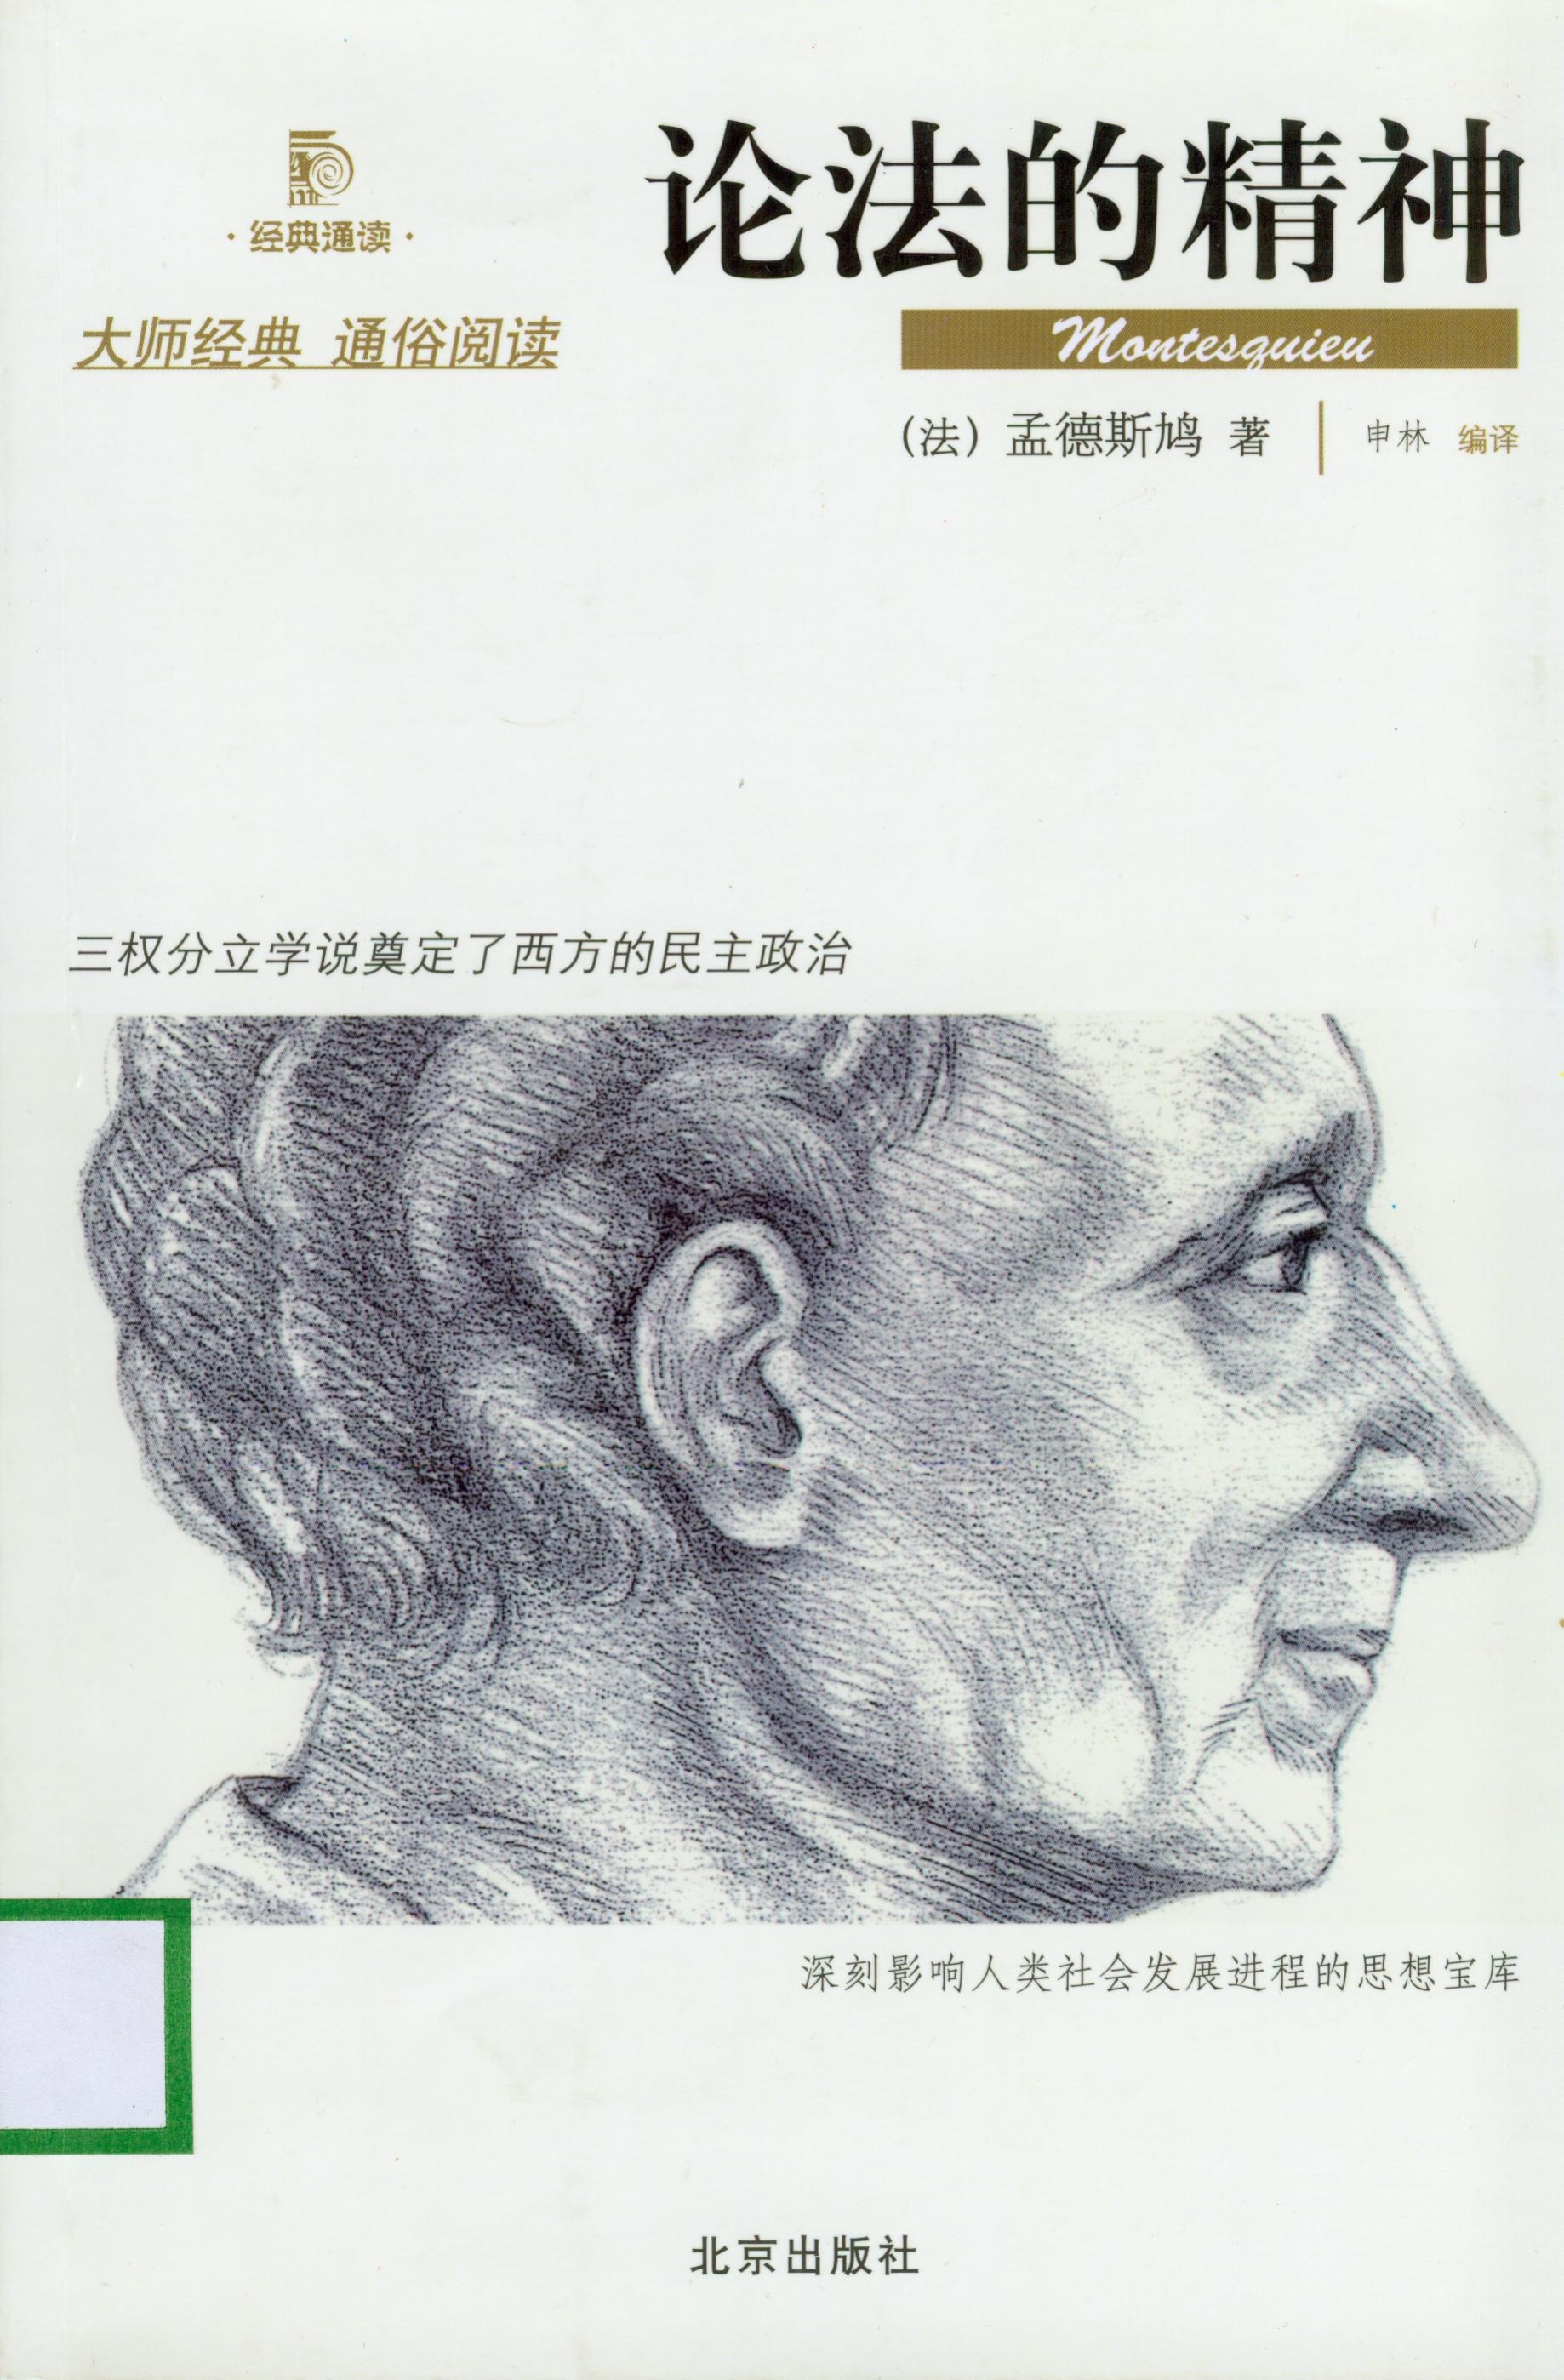 论法的精神
·经典通读·
大师经典 通俗阅读
Montesquieu
(法) 孟德斯鸠 著 申林 编译
三权分立学说奠定了西方的民主政治
深刻影响人类社会发展进程的思想宝库
北京出版社